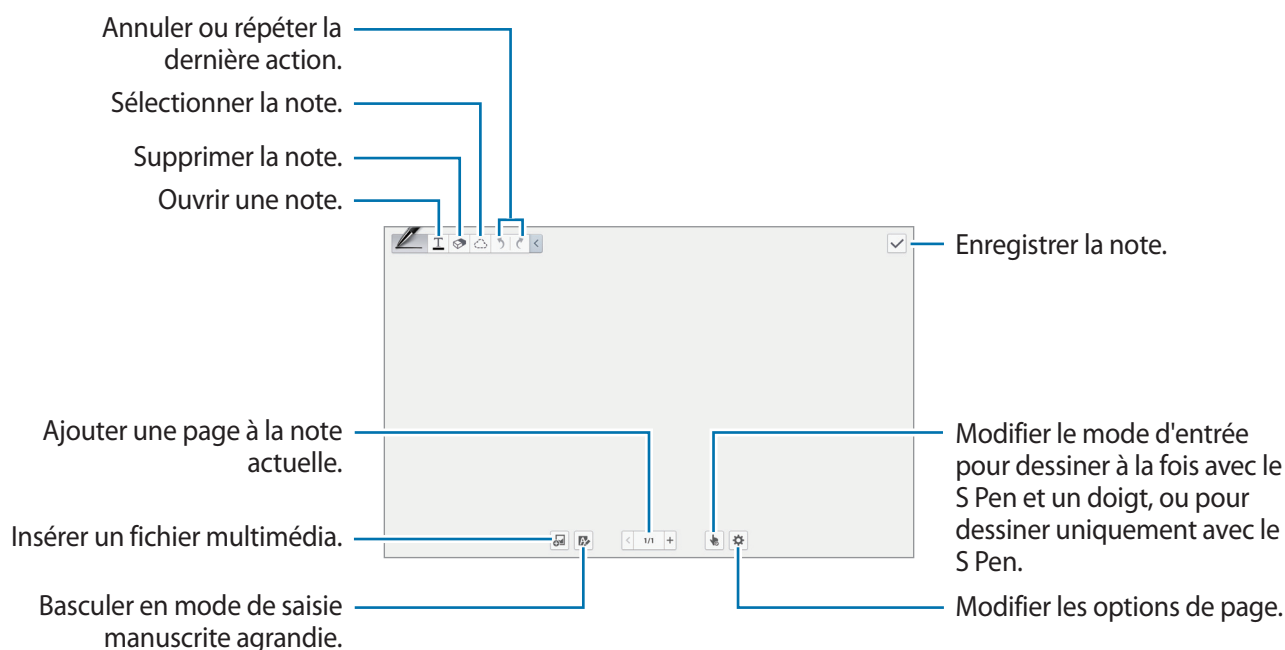 Annuler ou répéter la
dernière action.
Sélectionner la note.
Supprimer la note.
Ouvrir une note.
T
Enregistrer la note.
Ajouter une page à la note
actuelle.
Modifier le mode d'entrée
pour dessiner à la fois avec le
S Pen et un doigt, ou pour
dessiner uniquement avec le
S Pen.
Insérer un fichier multimédia.
1/1 +
Basculer en mode de saisie
manuscrite agrandie.
Modifier les options de page.